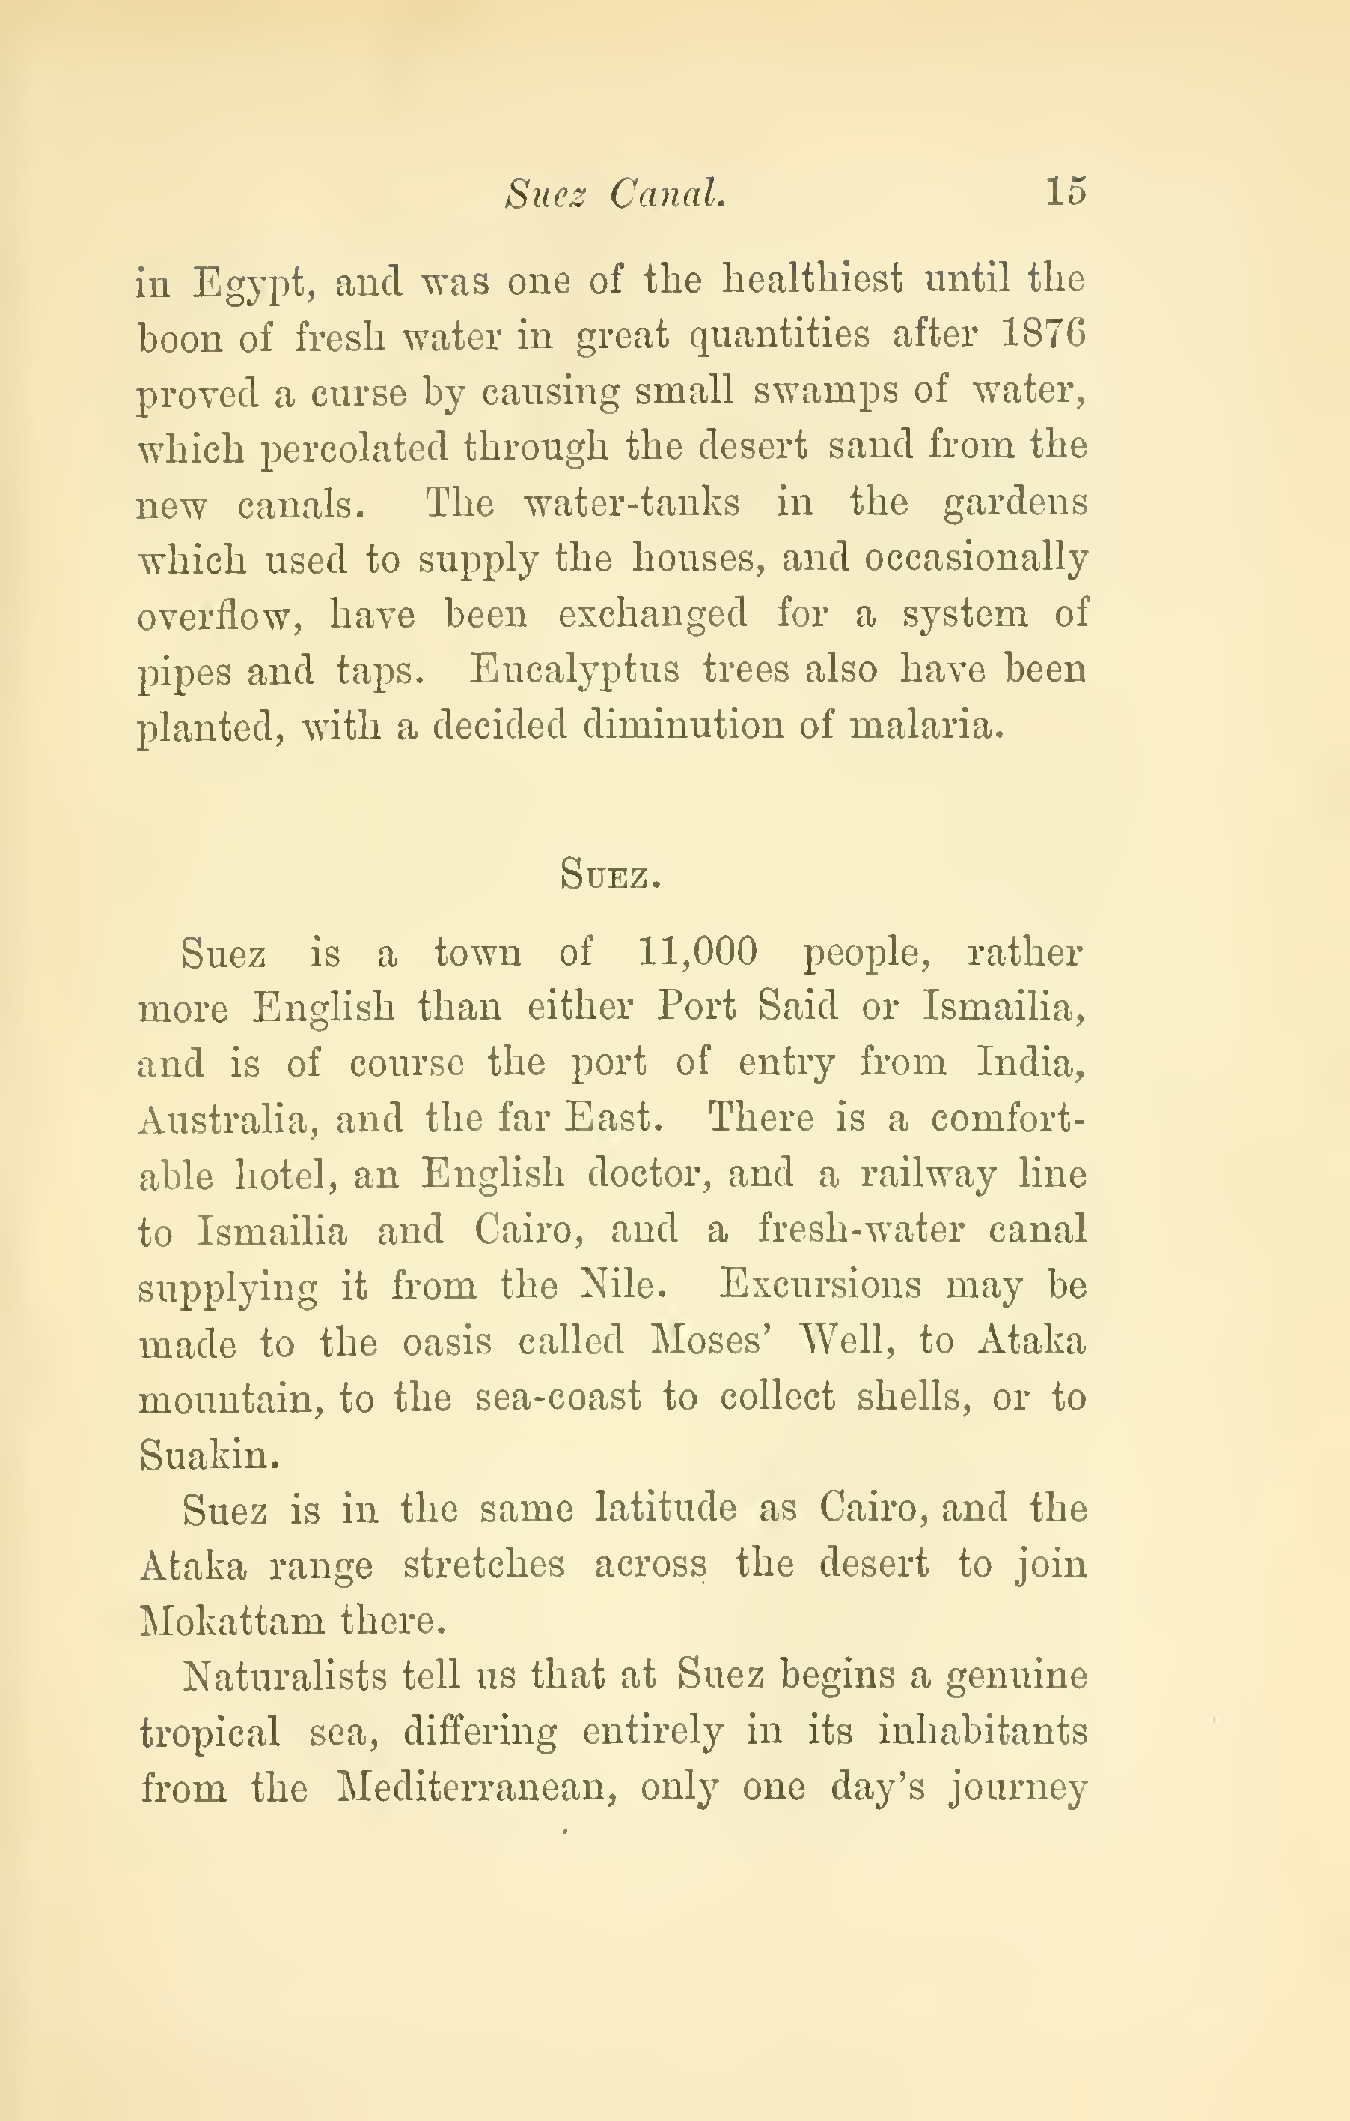 Suez Canal. 15
in Egypt, and was one of the healthiest until the
boon of fresh water in great quantities after 1876
proved a curse by causing small swamps of water,
which percolated through the desert sand from the
new canals. The water-tanks in the gardens
which used to supply the houses, and occasionally
overflow, have been exchanged for a system of
pipes and taps. Eucalyptus trees also have been
planted, with a decided diminution of malaria.
SUEZ.
Suez is a town of 11,000 people, rather
more English than either Port Said or Ismailia,
and is of course the port of entry from India,
Australia, and the far East. There is a comfort-
able hotel, an English doctor, and a railway line
to Ismailia and Cairo, and a fresh-water canal
supplying it from the Nile. Excursions may be
made to the oasis called Moses' Well, to Ataka
mountain, to the sea-coast to collect shells, or to
Suakin.
Suez is in the same latitude as Cairo, and the
Ataka range stretches across the desert to join
Mokattam there.
Naturalists tell us that at Suez begins a genuine
tropical sea, differing entirely in its inhabitants
from the Mediterranean, only one day's journey